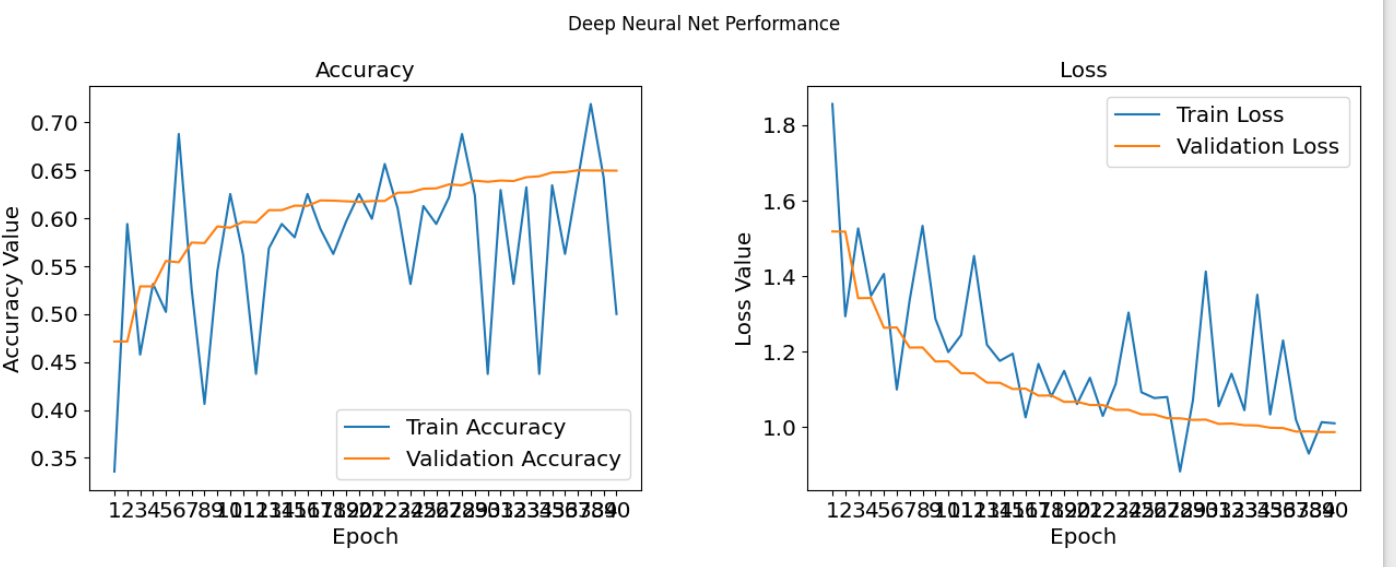 Deep Neural Net Performance
Accuracy
0.70
0.65
0.60
0.55
0.50
0.45
0.40
0.35
Accuracy Value
Train Accuracy
Validation Accuracy
Epoch
Loss
1.8
1.6
1.4
1.2
1.0
Loss Value
Train Loss
Validation Loss
Epoch